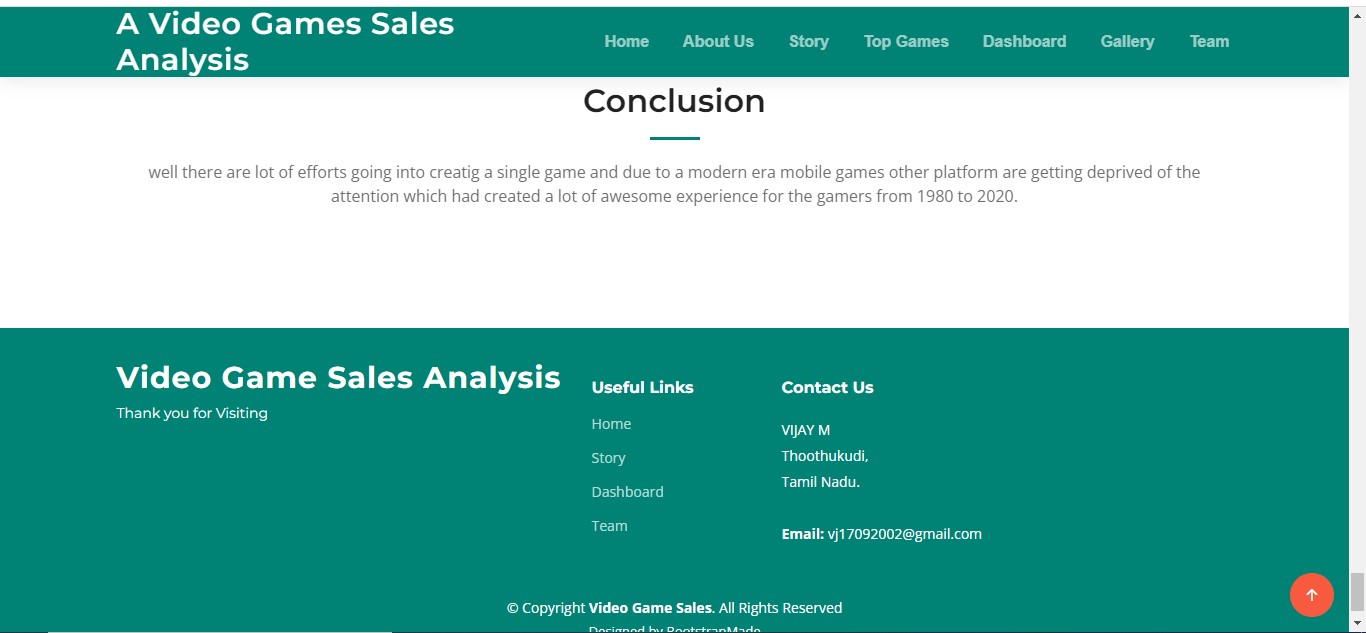 A Video Games Sales
Analysis
Home About Us Story Top Games Dashboard Gallery Team
Conclusion
well there are lot of efforts going into creatig a single game and due to a modern era mobile games other platform are getting deprived of the
attention which had created a lot of awesome experience for the gamers from 1980 to 2020.
Video Game Sales Analysis
Thank you for Visiting
Useful Links
Home
Story
Dashboard
Team
Contact Us
VIJAY M
Thoothukudi,
Tamil Nadu.
Email: vj17092002@gmail.com
© Copyright Video Game Sales. All Rights Reserved
Designed by BootstrapMade